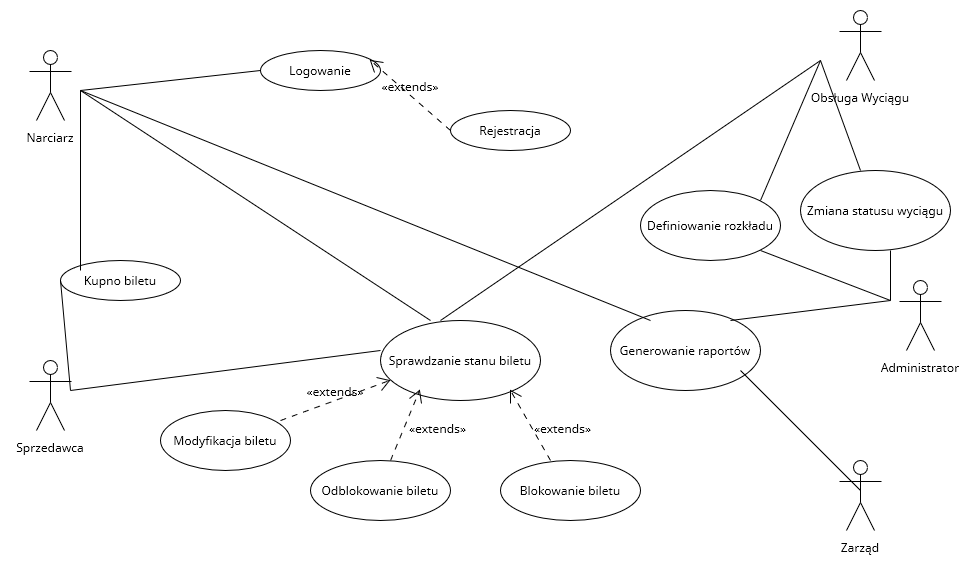 Obsługa Wyciągu
Logowanie
«extends»
Narciarz
Rejestracja
Definiowanie rozkładu
Zmiana statusu wyciągu
Kupno biletu
Sprawdzanie stanu biletu
Generowanie raportów
Administrator
«extends»
Sprzedawca
Modyfikacja biletu
«extends»
«extends»
Odblokowanie biletu
Blokowanie biletu
Zarząd